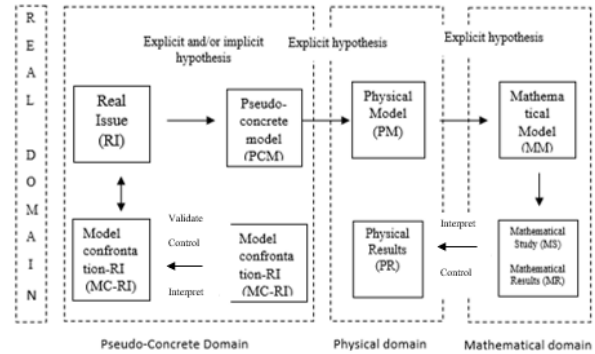 REAL DOMAIN
Explicit and/or implicit
hypothesis
Explicit hypothesis
Explicit hypothesis
Real
Issue
(RI)
Pseudo-
concrete
model
(PCM)
Physical
Model
(PM)
Mathema
tical
Model
(MM)
Model
confronta
tion-RI
(MC-RI)
Validate
Control
Interpret
Model
confronta
tion-RI
(MC-RI)
Physical
Results
(PR)
Interpret
Control
Mathematical
Study (MS)
Mathematical
Results (MR)
Pseudo-Concrete Domain
Physical domain
Mathematical domain